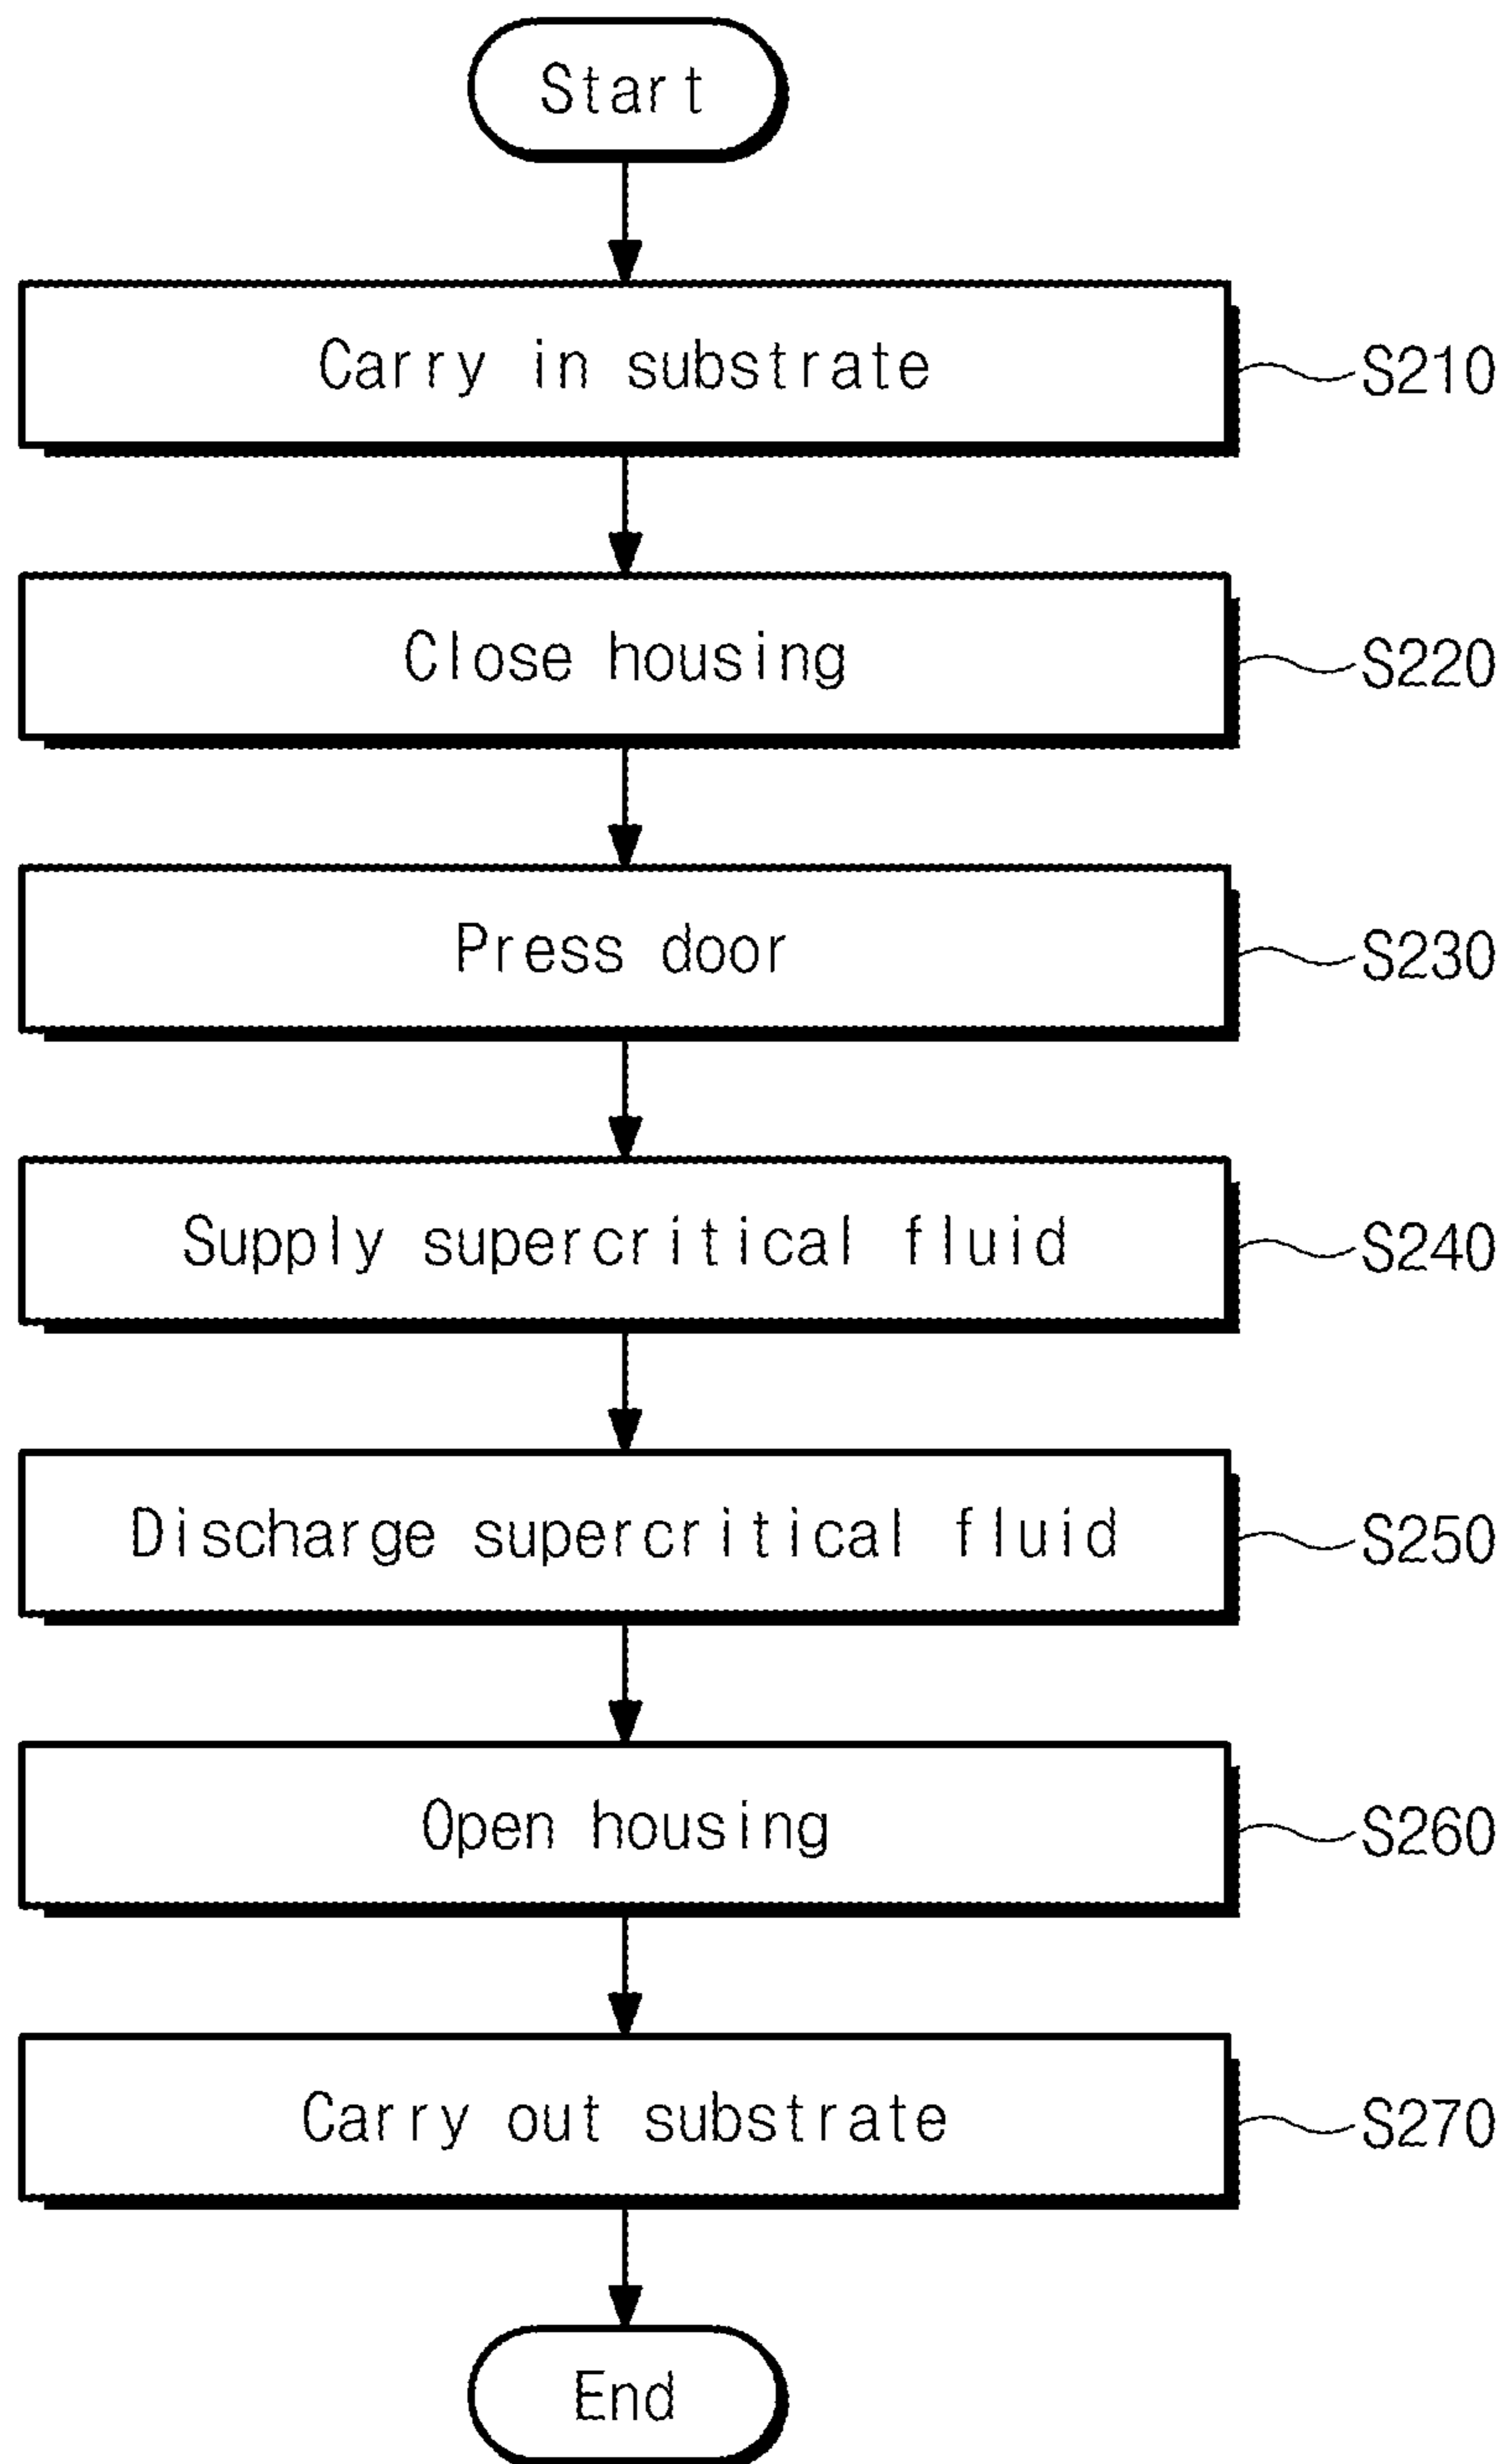 Start
Carry in substrate
S210
Close housing
S220
Press door
S230
Supply supercritical fluid
S240
Discharge supercritical fluid
S250
Open housing
S260
Carry out substrate
S270
End